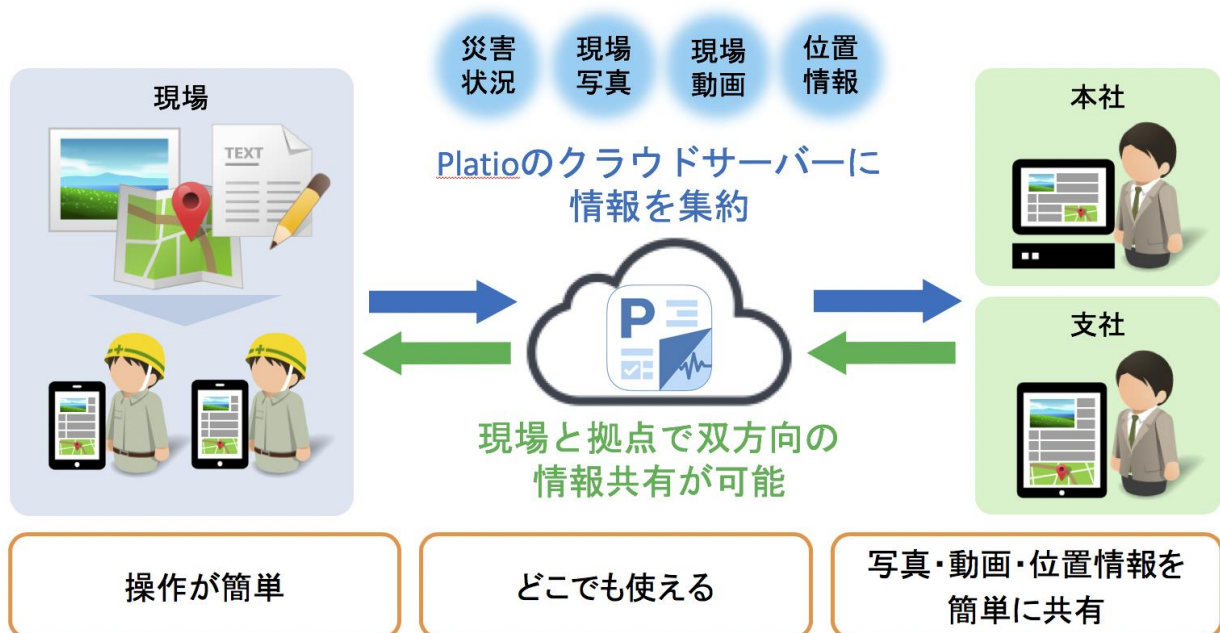 災害
状況
現場
写真
現場
動画
位置
情報
現場
TEXT
Platioのクラウドサーバーに
情報を集約
P
現場と拠点で双方向の
情報共有が可能
本社
支社
操作が簡単
どこでも使える
写真・動画・位置情報を
簡単に共有